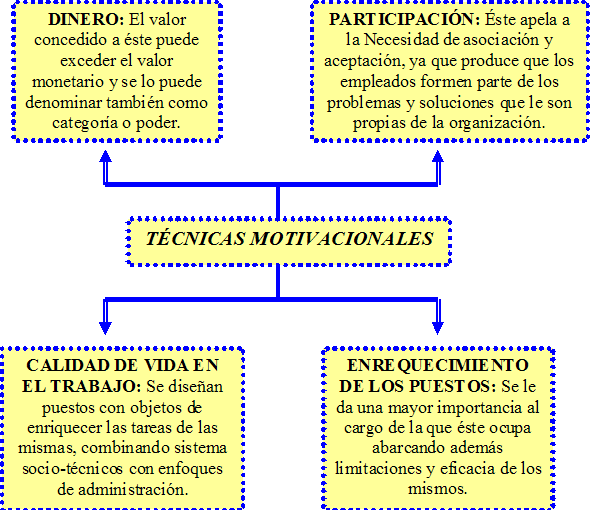 DINERO: El valor
concedido a éste puede
exceder el valor
monetario y se lo puede
denominar también como
categoría o poder.
PARTICIPACIÓN: Éste apela a
la Necesidad de asociación y
aceptación, ya que produce que los
empleados formen parte de los
problemas y soluciones que le son
propias de la organización.
TÉCNICAS MOTIVACIONALES
CALIDAD DE VIDA EN
EL TRABAJO: Se diseñan
puestos con objetos de
enriquecer las tareas de las
mismas, combinando sistema
socio-técnicos con enfoques
de administración.
ENREQUECIMIENTO
DE LOS PUESTOS: Se le
da una mayor importancia al
cargo de la que éste ocupa
abarcando además
limitaciones y eficacia de los
mismos.